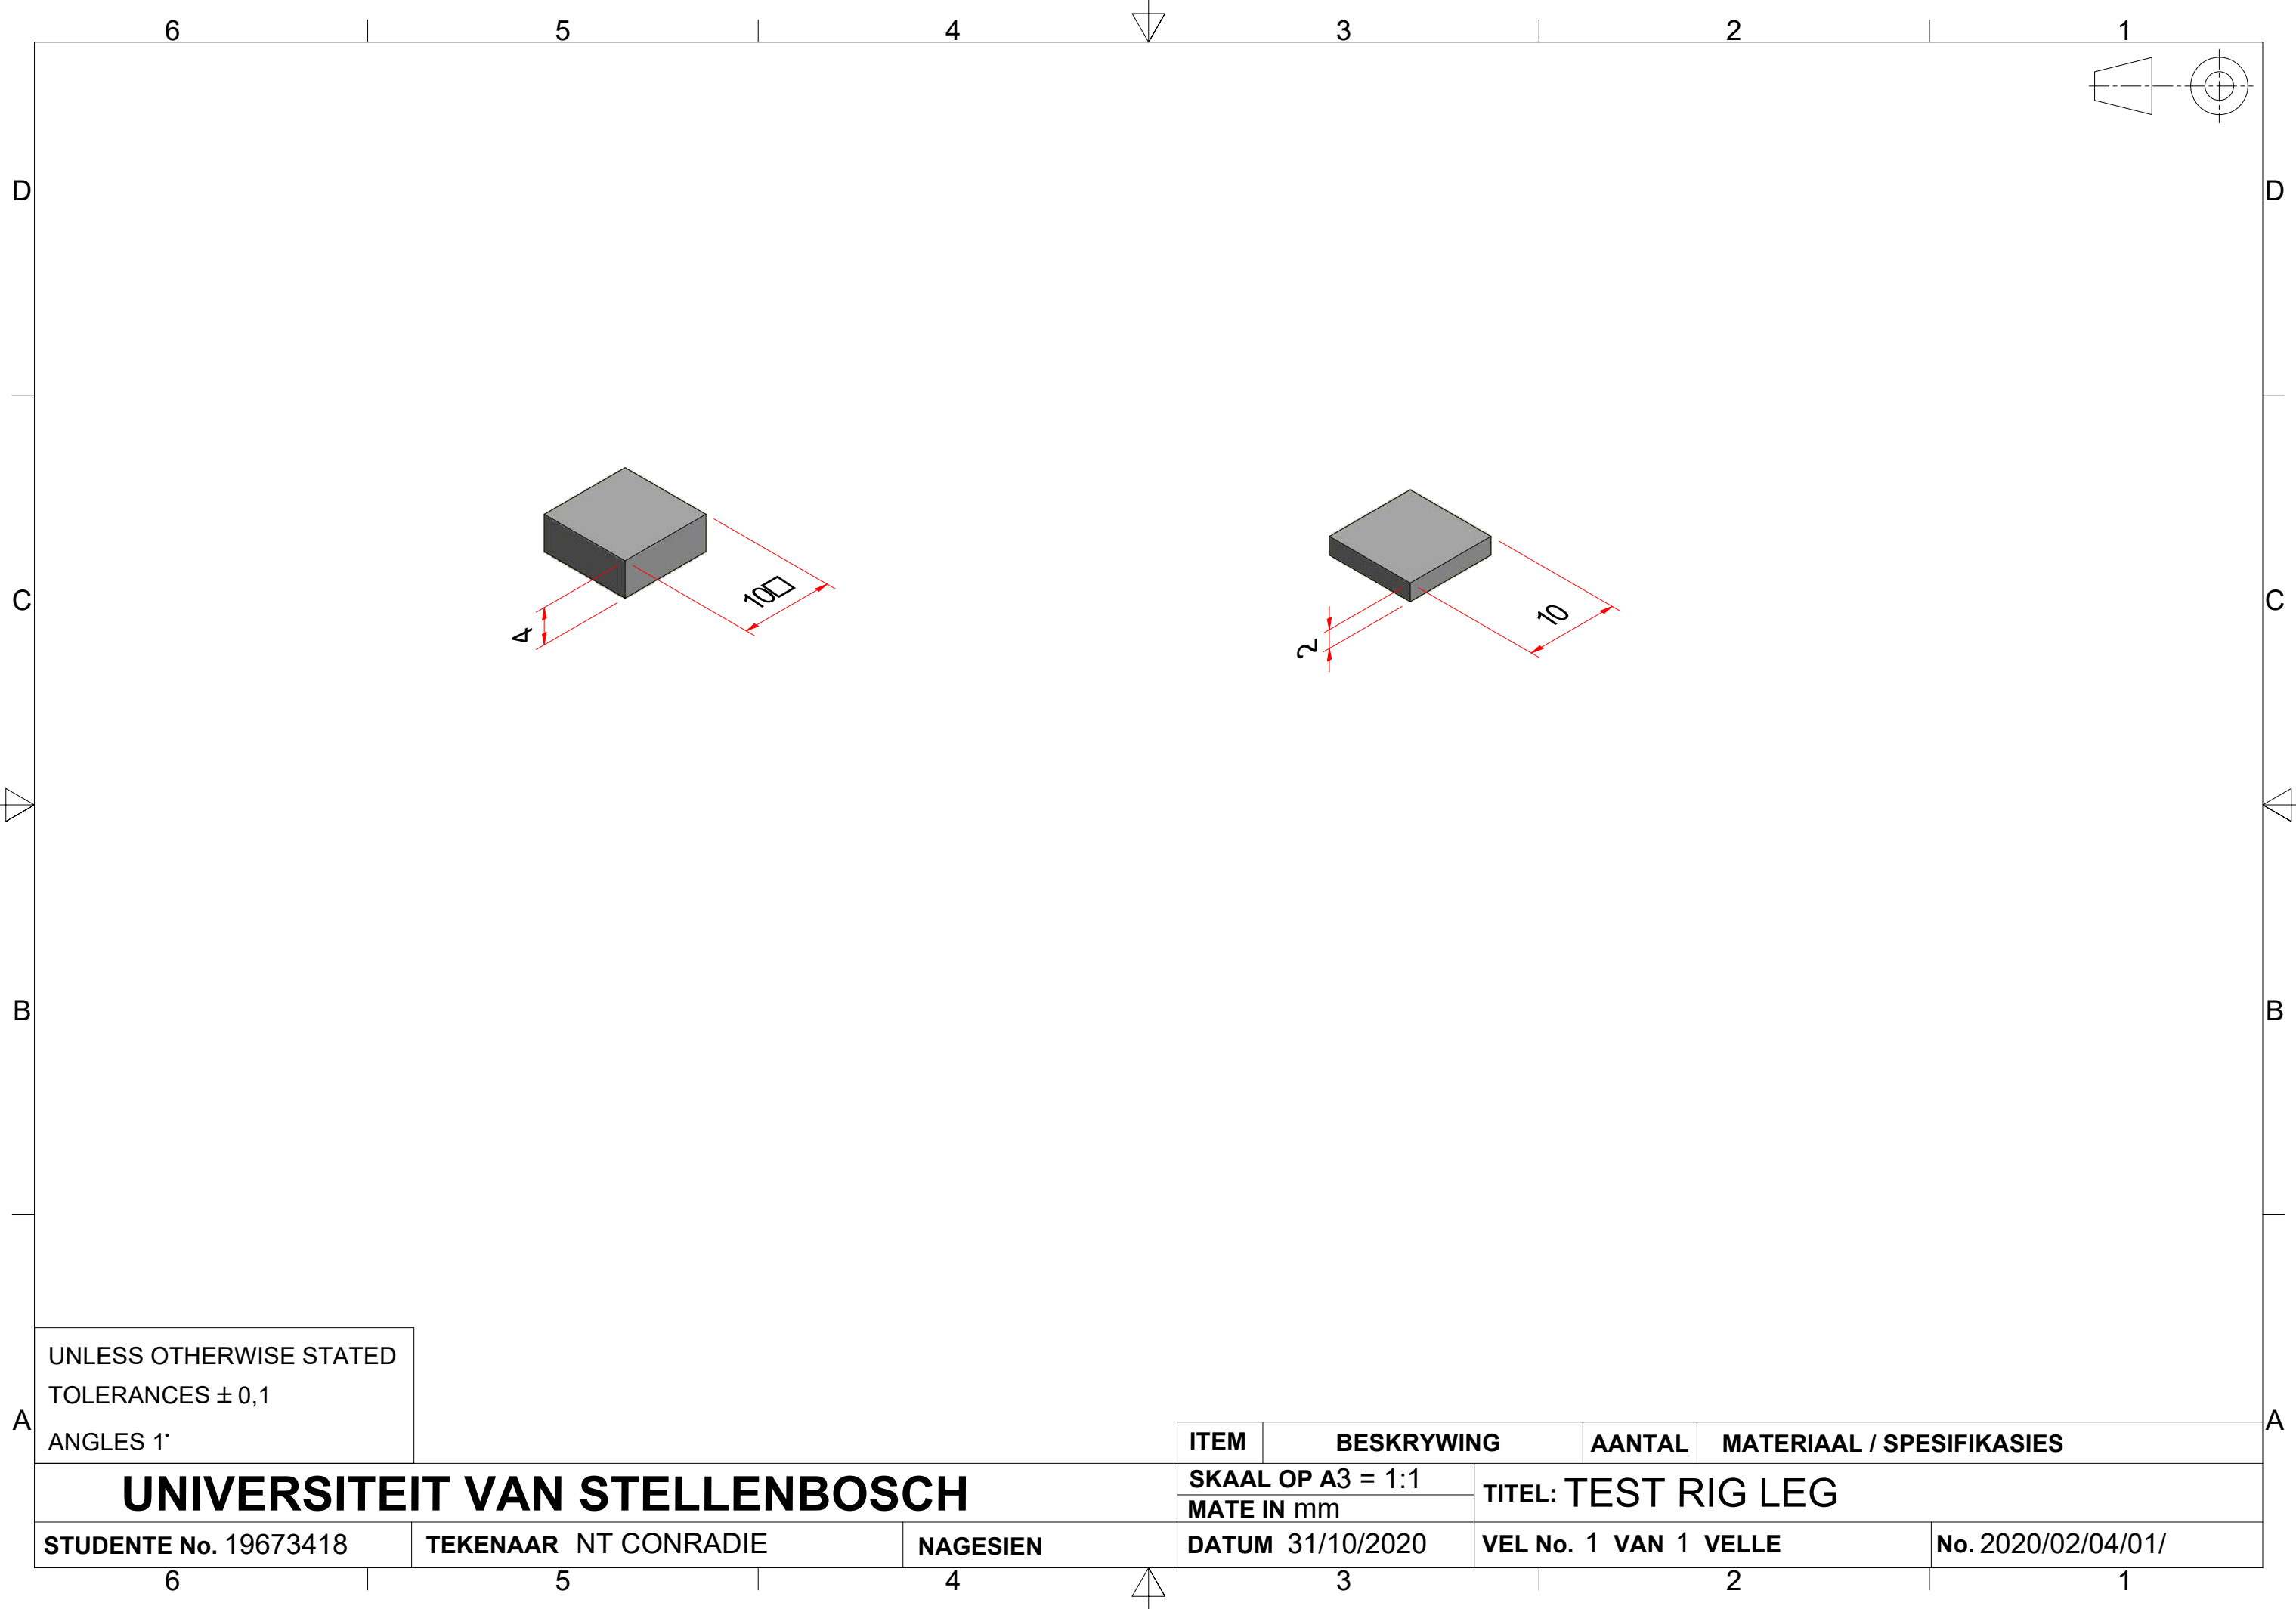 6 5 4 3 2 1
D D
10□
4
10
2
C C
B B
UNLESS OTHERWISE STATED
TOLERANCES ± 0,1
ANGLES 1°
A A
ITEM BESKRYWING AANTAL MATERIAAL / SPESIFIKASIES
UNIVERSITEIT VAN STELLENBOSCH
SKAAL OP A3 = 1:1
MATE IN mm
TITEL: TEST RIG LEG
STUDENTE No. 19673418 TEKENAAR NT CONRADIE NAGESIEN DATUM 31/10/2020 VEL No. 1 VAN 1 VELLE No. 2020/02/04/01/
6 5 4 3 2 1